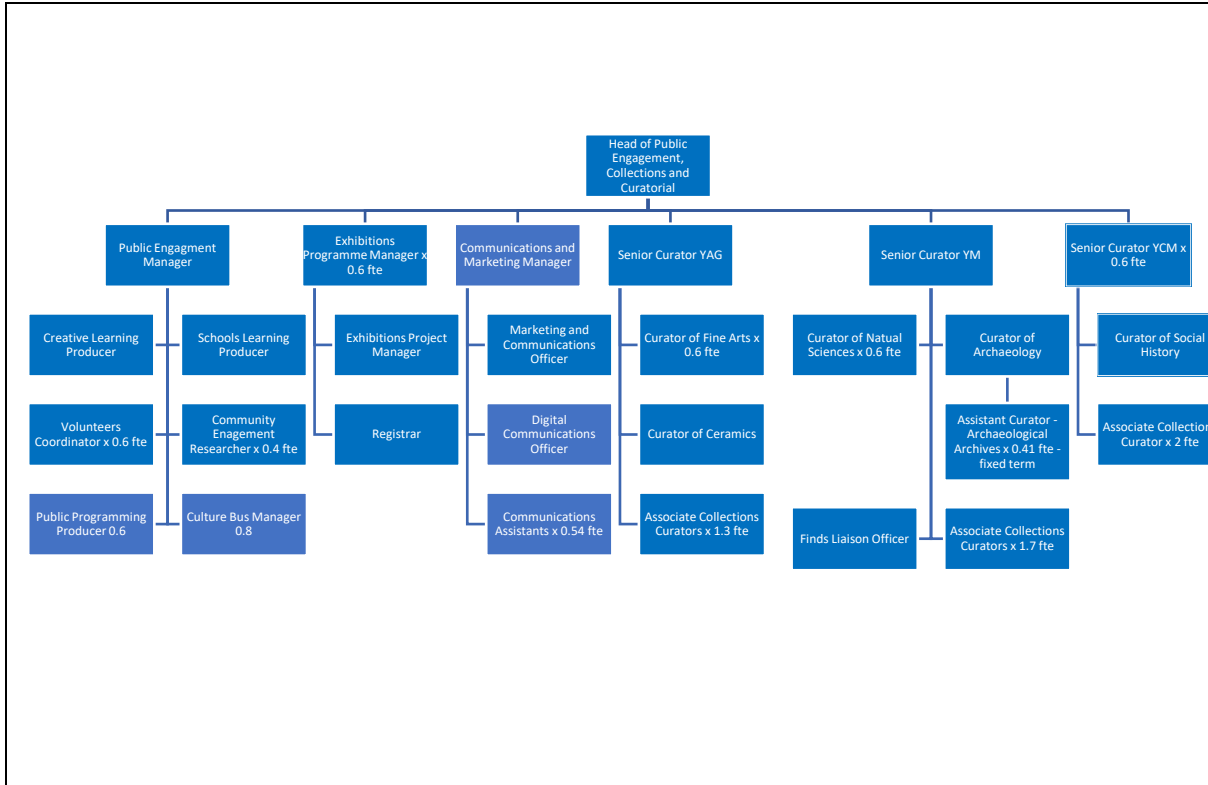 Head of Public
Engagement,
Collections and
Curatorial
Public Engagment
Manager
Exhibitions
Programme Manager x
0.6 fte
Communications and
Marketing Manager
Senior Curator YAG
Senior Curator YM
Senior Curator YCM x
0.6 fte
Creative Learning
Producer
Schools Learning
Producer
Exhibitions Project
Manager
Marketing and
Communications
Officer
Curator of Fine Arts x
0.6 fte
Curator of Natual
Sciences x 0.6 fte
Curator of
Archaeology
Curator of Social
History
Volunteers
Coordinator x 0.6 fte
Community
Enagement
Researcher x 0.4 fte
Registrar
Digital
Communications
Officer
Curator of Ceramics
Assistant Curator -
Archaeological
Archives x 0.41 fte -
fixed term
Associate Collections
Curator x 2 fte
Public Programming
Producer 0.6
Culture Bus Manager
0.8
Communications
Assistants x 0.54 fte
Associate Collections
Curators x 1.3 fte
Finds Liaison Officer
Associate Collections
Curators x 1.7 fte